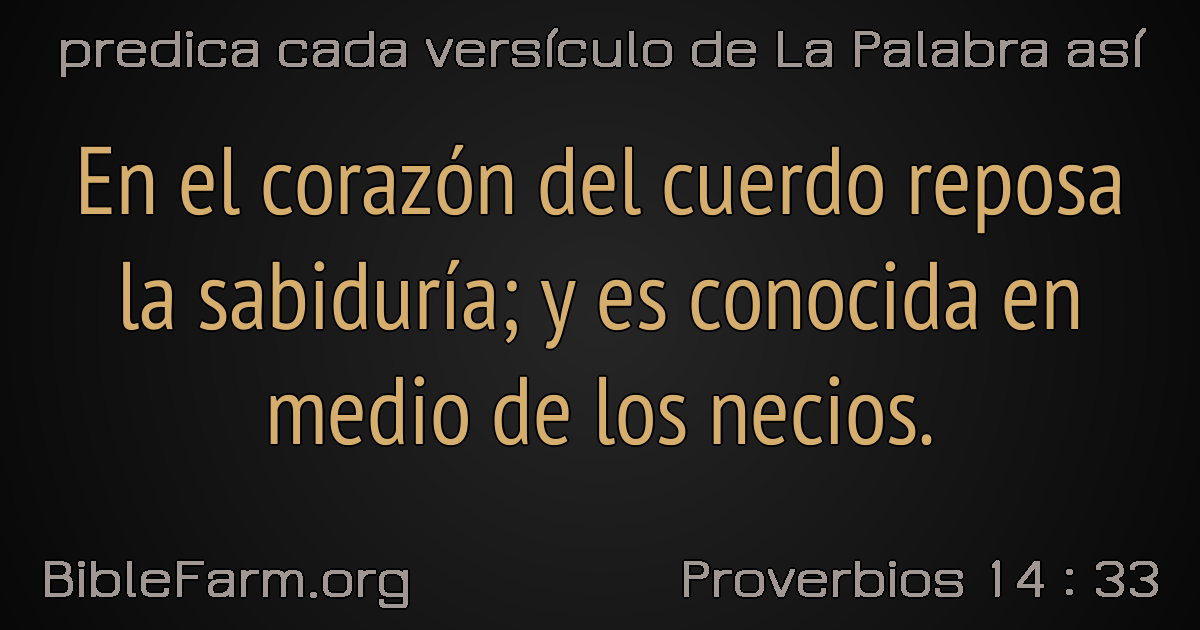 predica cada versículo de La Palabra así
En el corazón del cuerdo reposa
la sabiduría; y es conocida en
medio de los necios.
BibleFarm.org
Proverbios 14 : 33